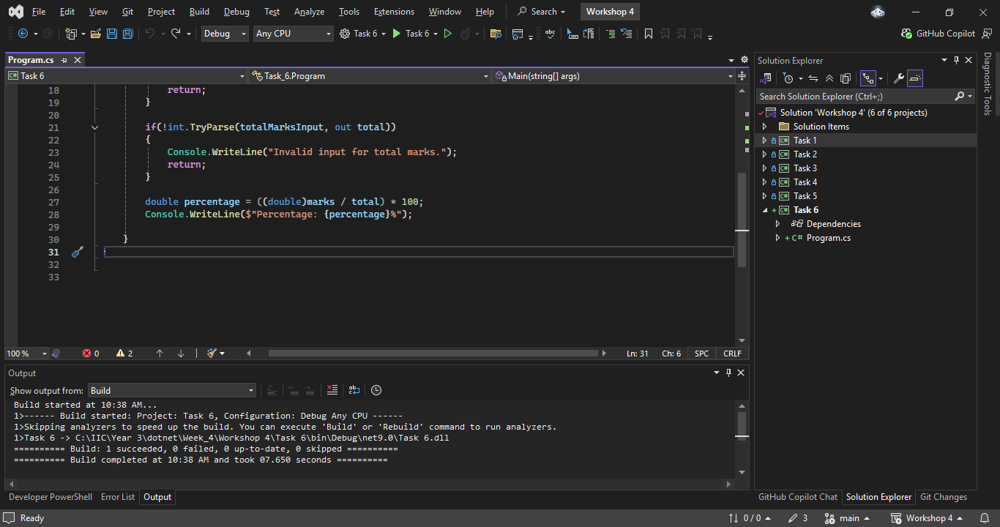 File Edit View Git Project Build Debug Test Analyze Tools Extensions Window Help Search Workshop 4
Debug Any CPU Task 6 Task 6 GitHub Copilot
Program.cs
Task 6 Task_6.Program Main(string[] args)
18 return;
19 }
20
21 if(!int.TryParse(totalMarksInput, out total))
22 {
23 Console.WriteLine("Invalid input for total marks.");
24 return;
25 }
26
27 double percentage = ((double)marks / total) * 100;
28 Console.WriteLine($"Percentage: {percentage}%");
29
30 }
31
32
33
100 % 0 2 Ln: 31 Ch: 6 SPC CRLF
Output
Show output from: Build
Build started at 10:38 AM...
1>------ Build started: Project: Task 6, Configuration: Debug Any CPU ------
1>Skipping analyzers to speed up the build. You can execute 'Build' or 'Rebuild' command to run analyzers.
1>Task 6 -> C:\IIC\Year 3\dotnet\Week_4\Workshop 4\Task 6\bin\Debug\net9.0\Task 6.dll
========== Build: 1 succeeded, 0 failed, 0 up-to-date, 0 skipped ==========
========== Build completed at 10:38 AM and took 07.650 seconds ==========
Developer PowerShell Error List Output
Solution Explorer
Search Solution Explorer (Ctrl+;)
Solution 'Workshop 4' (6 of 6 projects)
Solution Items
C# Task 1
C# Task 2
C# Task 3
C# Task 4
C# Task 5
C# Task 6
Dependencies
C# Program.cs
GitHub Copilot Chat Solution Explorer Git Changes
Diagnostic Tools
Ready 0 / 0 3 main Workshop 4